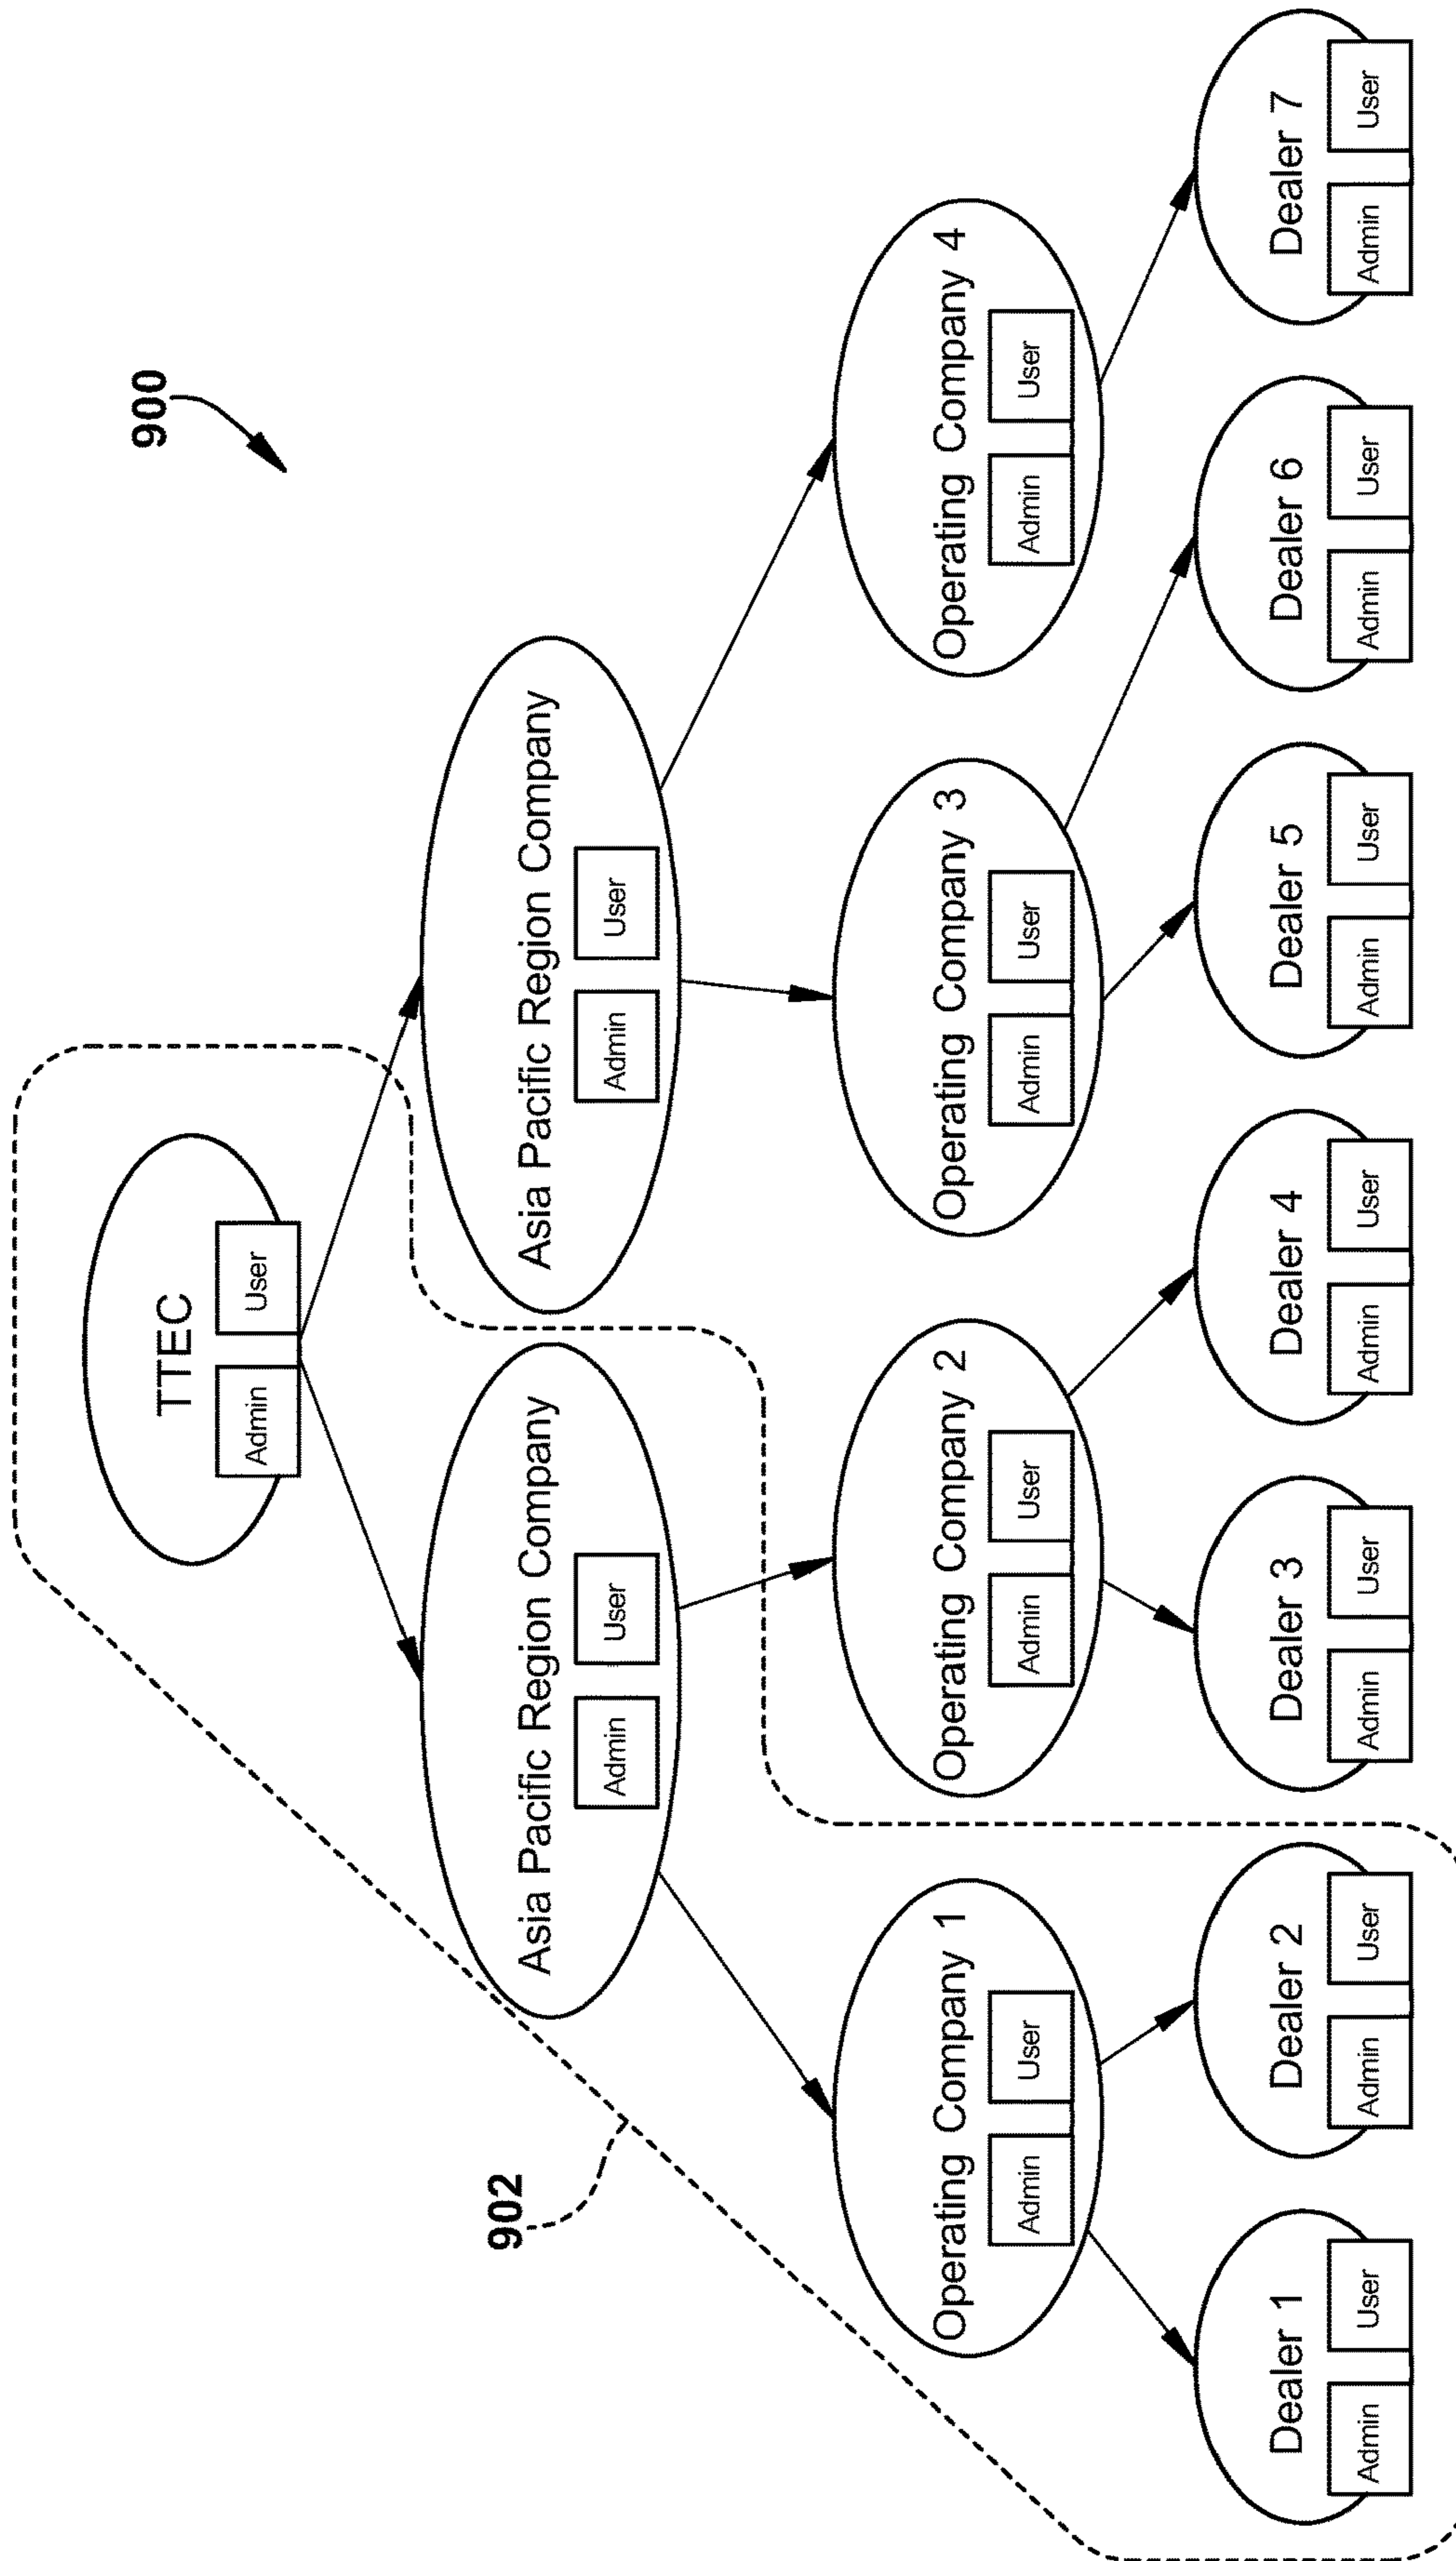 900
902
TTEC
Admin
User
Asia Pacific Region Company
Admin
User
Asia Pacific Region Company
Admin
User
Operating Company 1
Admin
User
Operating Company 2
Admin
User
Operating Company 3
Admin
User
Operating Company 4
Admin
User
Dealer 1
Admin
User
Dealer 2
Admin
User
Dealer 3
Admin
User
Dealer 4
Admin
User
Dealer 5
Admin
User
Dealer 6
Admin
User
Dealer 7
Admin
User